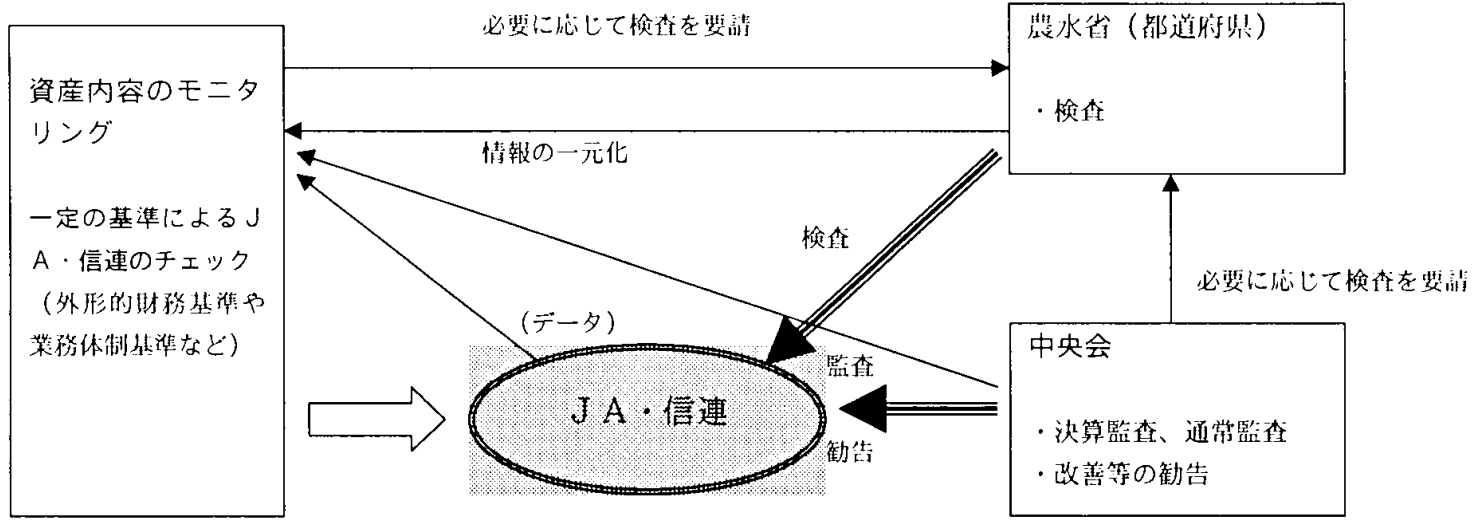 必要に応じて検査を要請
農水省（都道府県）
・検査
資産内容のモニタ
リング
一定の基準によるＪ
Ａ・信連のチェック
（外形的財務基準や
業務体制基準など）
情報の一元化
検査
必要に応じて検査を要請
（データ）
監査
ＪＡ・信連
勧告
中央会
・決算監査、通常監査
・改善等の勧告